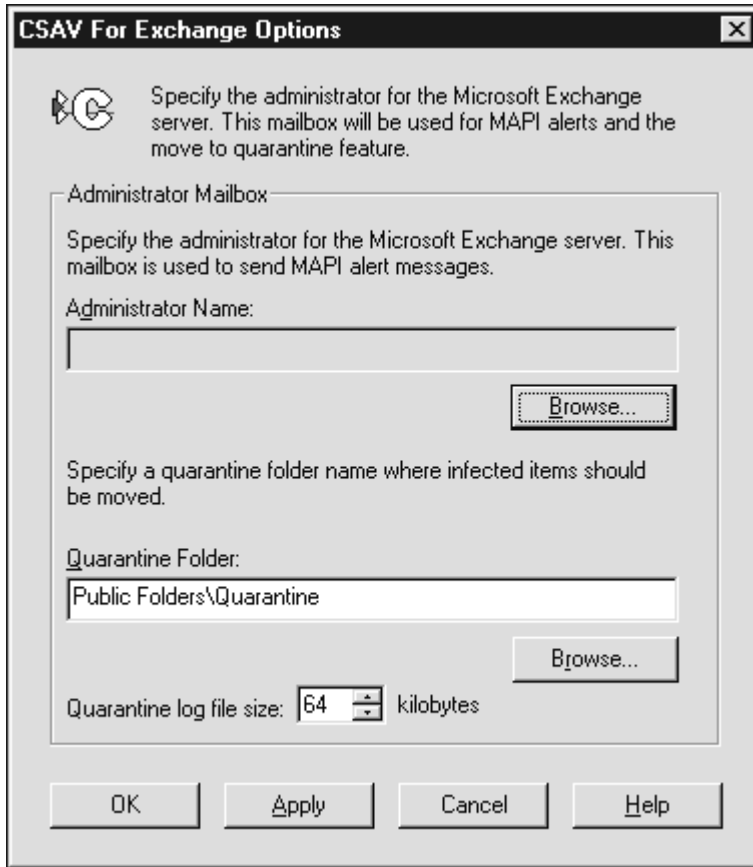 CSAV For Exchange Options
Specify the administrator for the Microsoft Exchange
server. This mailbox will be used for MAPI alerts and the
move to quarantine feature.
Administrator Mailbox
Specify the administrator for the Microsoft Exchange server. This
mailbox is used to send MAPI alert messages.
Administrator Name:
Browse...
Specify a quarantine folder name where infected items should
be moved.
Quarantine Folder:
Public Folders\Quarantine
Browse...
Quarantine log file size: 64 kilobytes
OK Apply Cancel Help